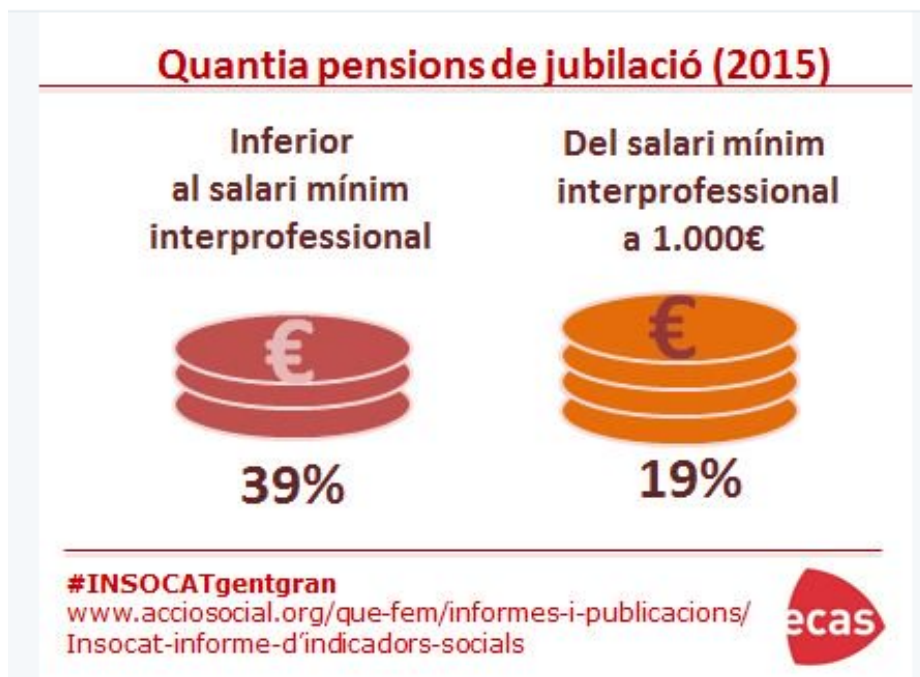 Quantia pensions de jubilació (2015)
Inferior
al salari mínim
interprofessional
€
39%
Del salari mínim
interprofessional
a 1.000€
€
19%
#INSOCATgentgran
www.acciosocial.org/que-fem/informes-i-publicacions/
Insocat-informe-d'indicadors-socials
ecas